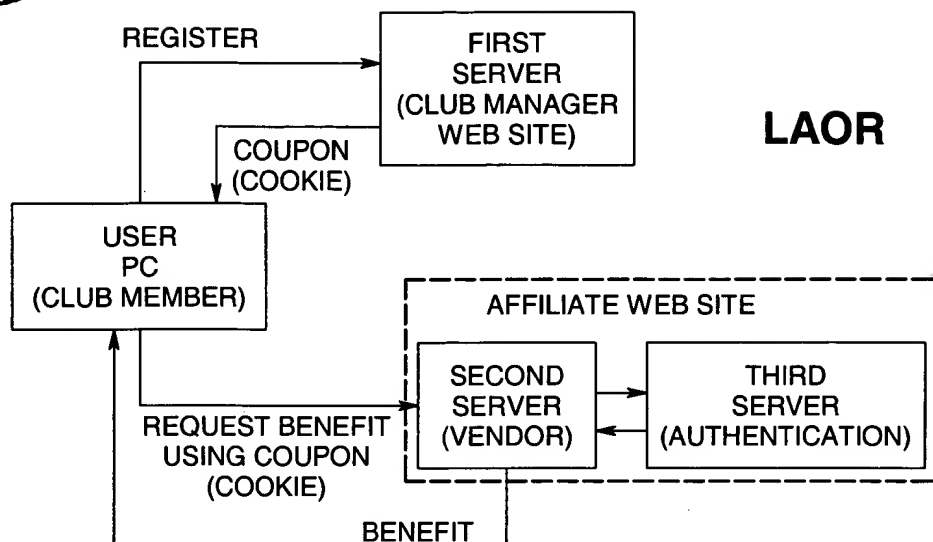 REGISTER
FIRST
SERVER
(CLUB MANAGER
WEB SITE)
LAOR
COUPON
(COOKIE)
USER
PC
(CLUB MEMBER)
AFFILIATE WEB SITE
SECOND
SERVER
(VENDOR)
THIRD
SERVER
(AUTHENTICATION)
REQUEST BENEFIT
USING COUPON
(COOKIE)
BENEFIT